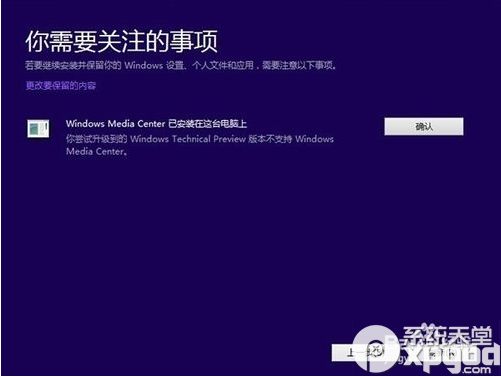 你需要关注的事项
若要继续安装并保留你的 Windows 设置、个人文件和应用，需要注意以下事项。
更改要保留的内容
Windows Media Center 已安装在这台电脑上
确认
你尝试升级到的 Windows Technical Preview 版本不支持 Windows
Media Center。
系统天堂
上一步
xpgod